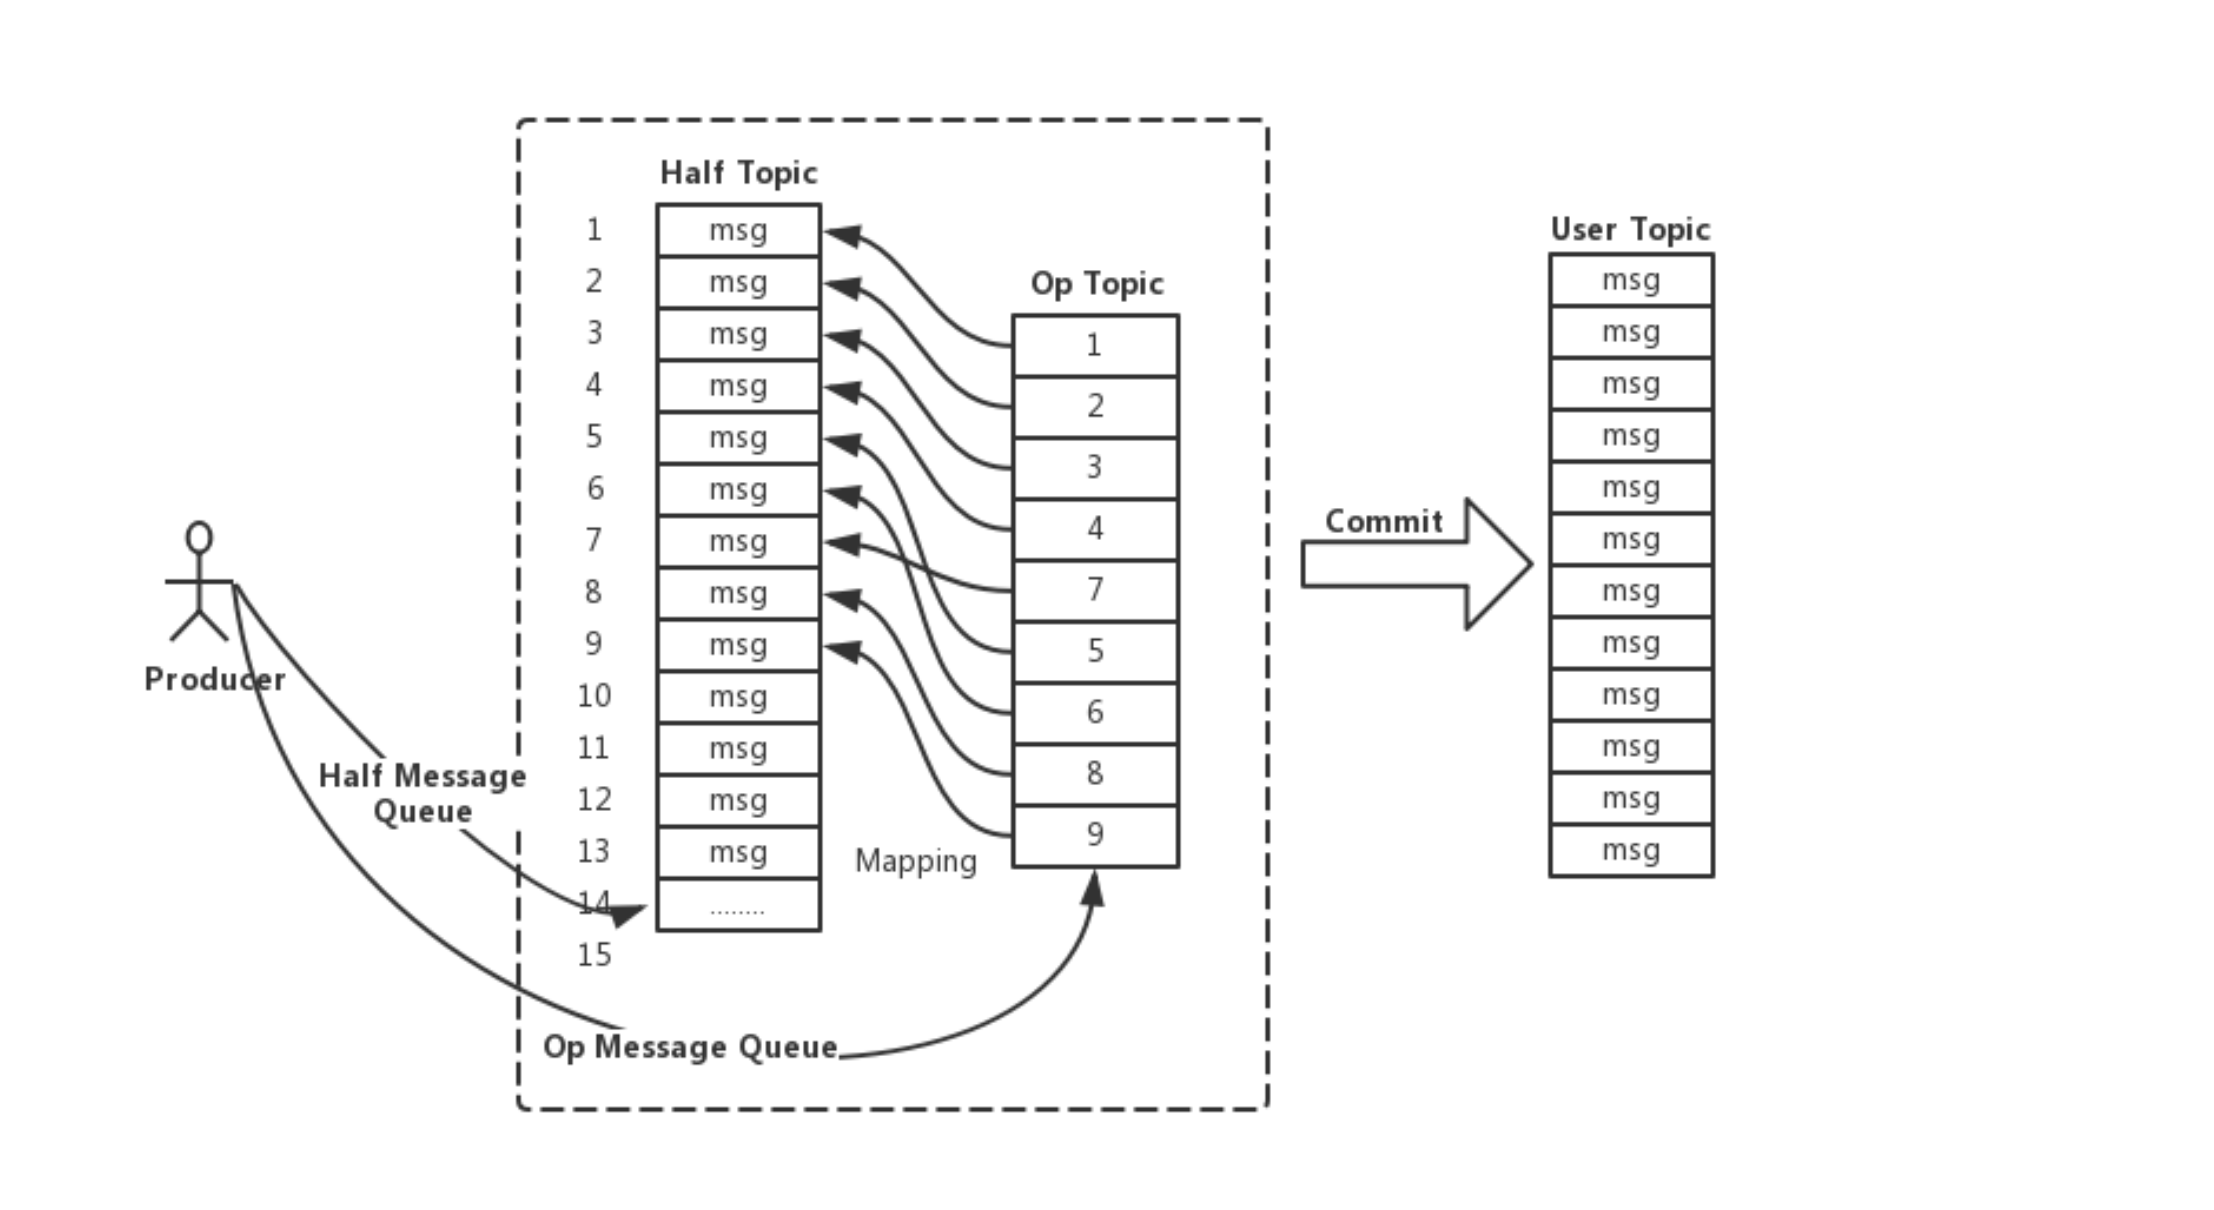 Half Topic
1 msg
2 msg
3 msg
4 msg
5 msg
6 msg
7 msg
8 msg
9 msg
10 msg
11 msg
12 msg
13 msg
14 ........
15
Op Topic
1
2
3
4
7
5
6
8
9
Mapping
Producer
Half Message
Queue
Op Message Queue
Commit
User Topic
msg
msg
msg
msg
msg
msg
msg
msg
msg
msg
msg
msg